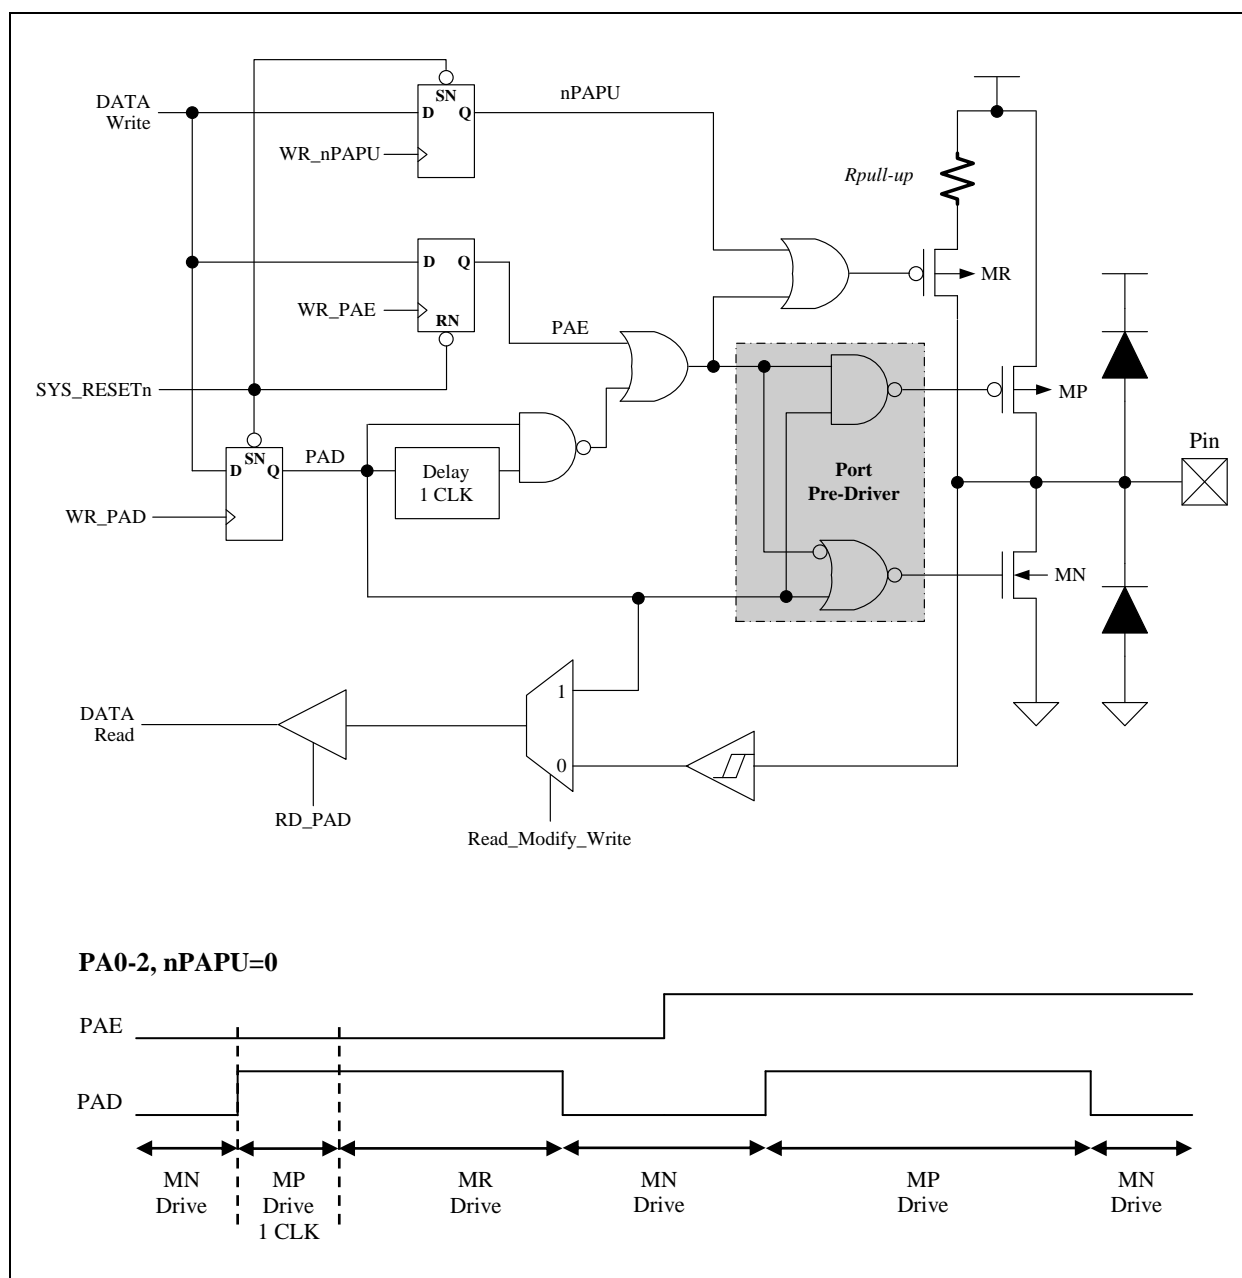 DATA
Write
SN
D Q
nPAPU
WR_nPAPU
Rpull-up
D Q
MR
WR_PAE
RN
PAE
SYS_RESETn
MP
SN
D Q
PAD
Delay
1 CLK
Port
Pre-Driver
Pin
WR_PAD
MN
1
DATA
Read
0
RD_PAD
Read_Modify_Write
PA0-2, nPAPU=0
PAE
PAD
MN
Drive
MP
Drive
1 CLK
MR
Drive
MN
Drive
MP
Drive
MN
Drive